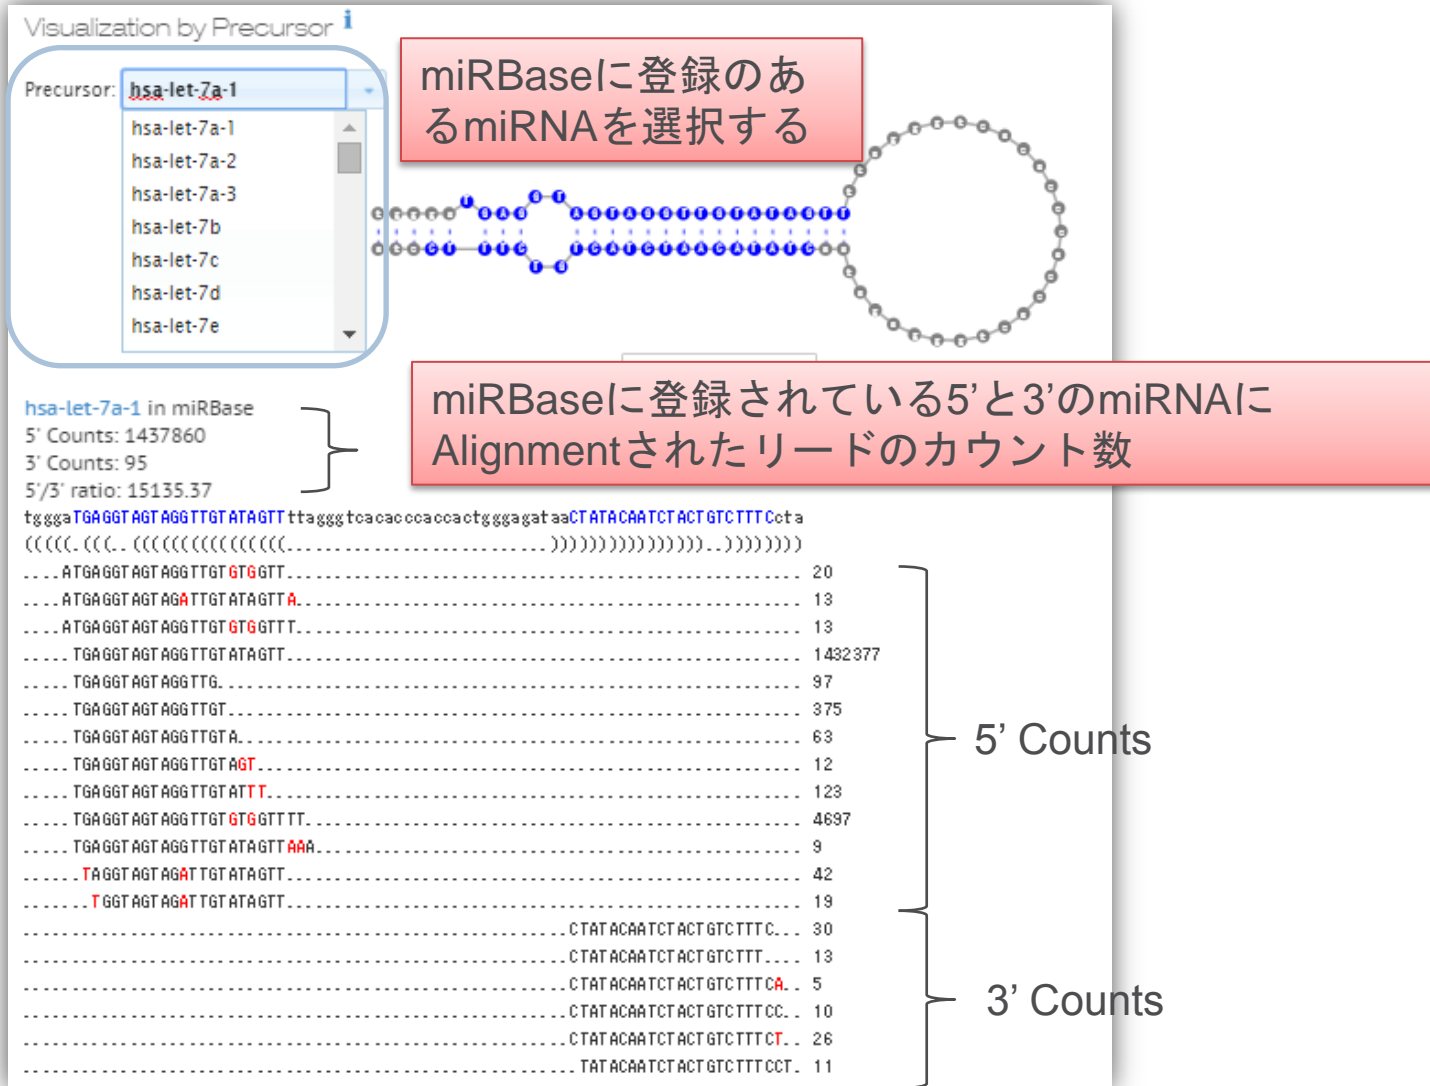 Visualization by Precursor i
Precursor: hsa-let-7a-1
hsa-let-7a-1
hsa-let-7a-2
hsa-let-7a-3
hsa-let-7b
hsa-let-7c
hsa-let-7d
hsa-let-7e
miRBaseに登録のあ
るmiRNAを選択する
hsa-let-7a-1 in miRBase
5' Counts: 1437860
3' Counts: 95
5'/3' ratio: 15135.37
miRBaseに登録されている5’と3’のmiRNAに
Alignmentされたリードのカウント数
tgggaTGAGGTAGTAGGTTGTATAGTTttagggtcacacccaccactgggagataaCTATACAATCTACTGTCTTTCcta
(((((.(((..(((((((((((((((((...........................)))))))))))))))))..))))))))
....ATGAGGTAGTAGGTTGTGTGGTT..................................................... 20
....ATGAGGTAGTAGATTGTATAGTTA.................................................... 13
....ATGAGGTAGTAGGTTGTGTGGTTT.................................................... 13
.....TGAGGTAGTAGGTTGTATAGTT..................................................... 1432377
.....TGAGGTAGTAGGTTG............................................................ 97
.....TGAGGTAGTAGGTTGT........................................................... 375
.....TGAGGTAGTAGGTTGTA.......................................................... 63
.....TGAGGTAGTAGGTTGTAGT........................................................ 12
.....TGAGGTAGTAGGTTGTATTT....................................................... 123
.....TGAGGTAGTAGGTTGTGTGGTTTT................................................... 4697
.....TGAGGTAGTAGGTTGTATAGTTAAA.................................................. 9
......TAGGTAGTAGATTGTATAGTT..................................................... 42
.......TGGTAGTAGATTGTATAGTT..................................................... 19
........................................................CTATACAATCTACTGTCTTTC... 30
........................................................CTATACAATCTACTGTCTTT.... 13
........................................................CTATACAATCTACTGTCTTTCA.. 5
........................................................CTATACAATCTACTGTCTTTCC.. 10
........................................................CTATACAATCTACTGTCTTTCT.. 26
.........................................................TATACAATCTACTGTCTTTCCT. 11
5’ Counts
3’ Counts